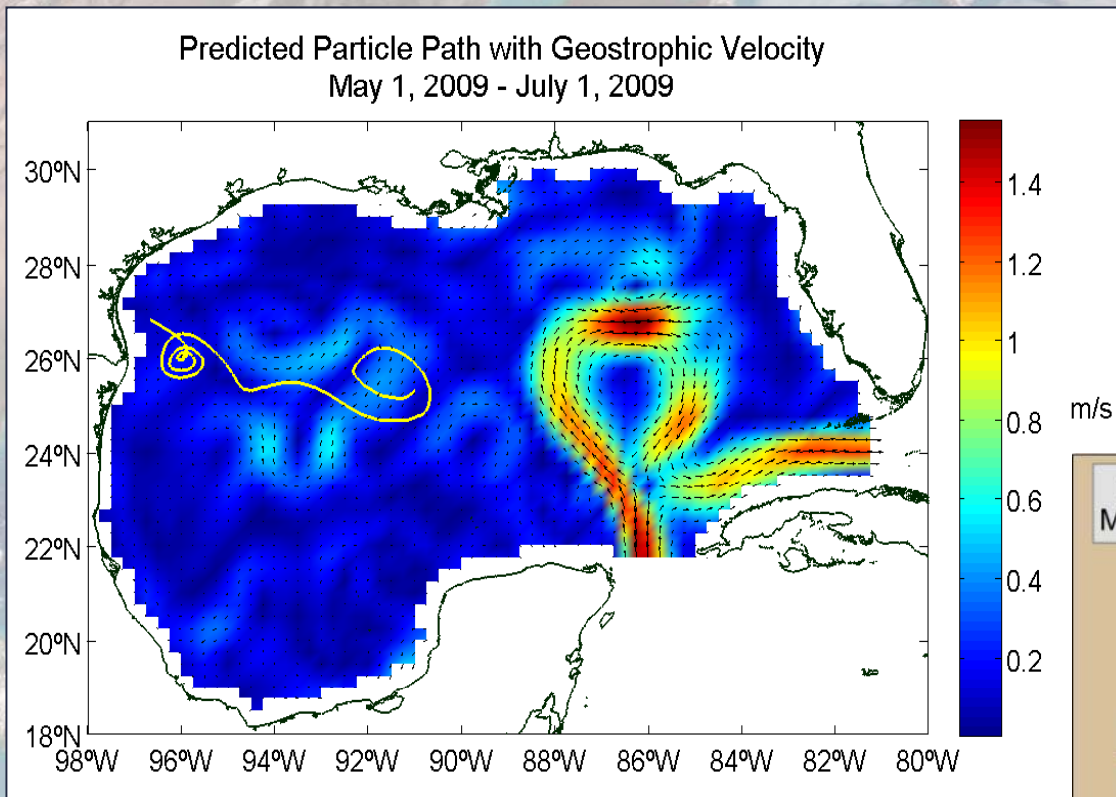 Predicted Particle Path with Geostrophic Velocity
May 1, 2009 - July 1, 2009
30ºN
28ºN
26ºN
24ºN
22ºN
20ºN
18ºN
98ºW 96ºW 94ºW 92ºW 90ºW 88ºW 86ºW 84ºW 82ºW 80ºW
1.4
1.2
1
0.8
0.6
0.4
0.2
m/s
M